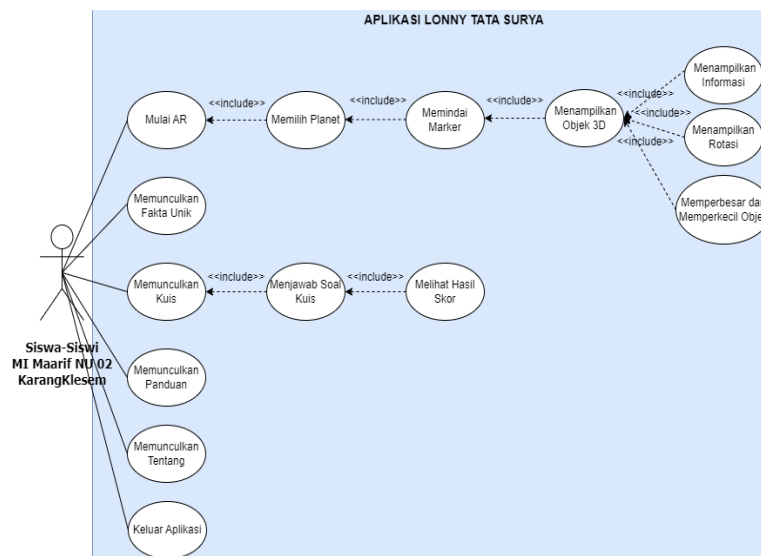 APLIKASI LONNY TATA SURYA
Menampilkan
Informasi
<<include>>
<<include>>
<<include>>
<<include>>
<<include>>
<<include>>
Mulai AR
Memilih Planet
Memindai
Marker
Menampilkan
Objek 3D
Menampilkan
Rotasi
Memunculkan
Fakta Unik
Memperbesar dan
Memperkecil Objek
<<include>>
<<include>>
Memunculkan
Kuis
Menjawab Soal
Kuis
Melihat Hasil
Skor
Siswa-Siswi
MI Maarif NU 02
KarangKlesem
Memunculkan
Panduan
Memunculkan
Tentang
Keluar Aplikasi